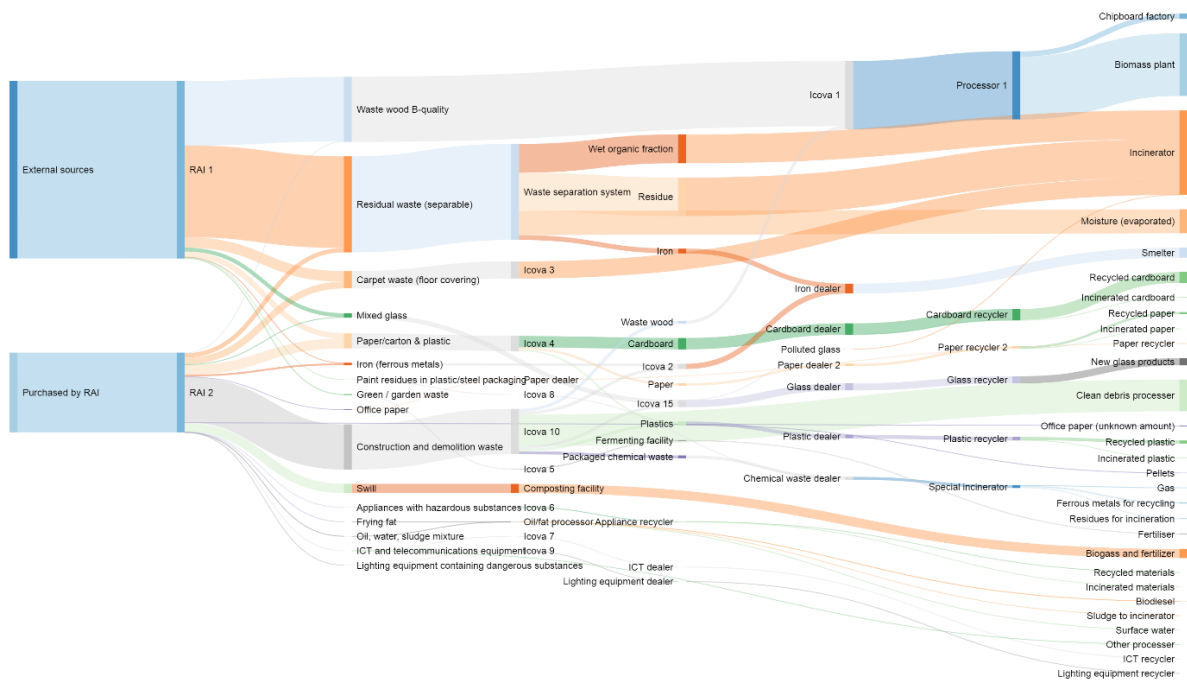 Chipboard factory
Biomass plant
Processor 1
Icova 1
Waste wood B-quality
Wet organic fraction
Incinerator
External sources
RAI 1
Waste separation system
Residue
Residual waste (separable)
Moisture (evaporated)
Iron
Smelter
Carpet waste (floor covering)
Icova 3
Recycled cardboard
Iron dealer
Incinerated cardboard
Mixed glass
Cardboard recycler
Recycled paper
Waste wood
Cardboard dealer
Incinerated paper
Paper/carton & plastic
Icova 4
Cardboard
Polluted glass
Paper recycler 2
Paper recycler
Iron (ferrous metals)
Icova 2
Paper dealer 2
New glass products
Paint residues in plastic/steel packaging
Paper dealer
Paper
Glass dealer
Glass recycler
Purchased by RAI
RAI 2
Green / garden waste
Icova 8
Clean debris processor
Office paper
Icova 15
Plastics
Office paper (unknown amount)
Icova 10
Fermenting facility
Plastic dealer
Plastic recycler
Recycled plastic
Construction and demolition waste
Packaged chemical waste
Incinerated plastic
Icova 5
Pellets
Chemical waste dealer
Swill
Composting facility
Special incinerator
Gas
Ferrous metals for recycling
Appliances with hazardous substances
Icova 6
Residues for incineration
Frying fat
Oil/fat processor
Appliance recycler
Fertiliser
Oil, water, sludge mixture
Icova 7
ICT and telecommunications equipment
Icova 9
Biogass and fertilizer
Lighting equipment containing dangerous substances
ICT dealer
Recycled materials
Lighting equipment dealer
Incinerated materials
Biodiesel
Sludge to incinerator
Surface water
Other processer
ICT recycler
Lighting equipment recycler